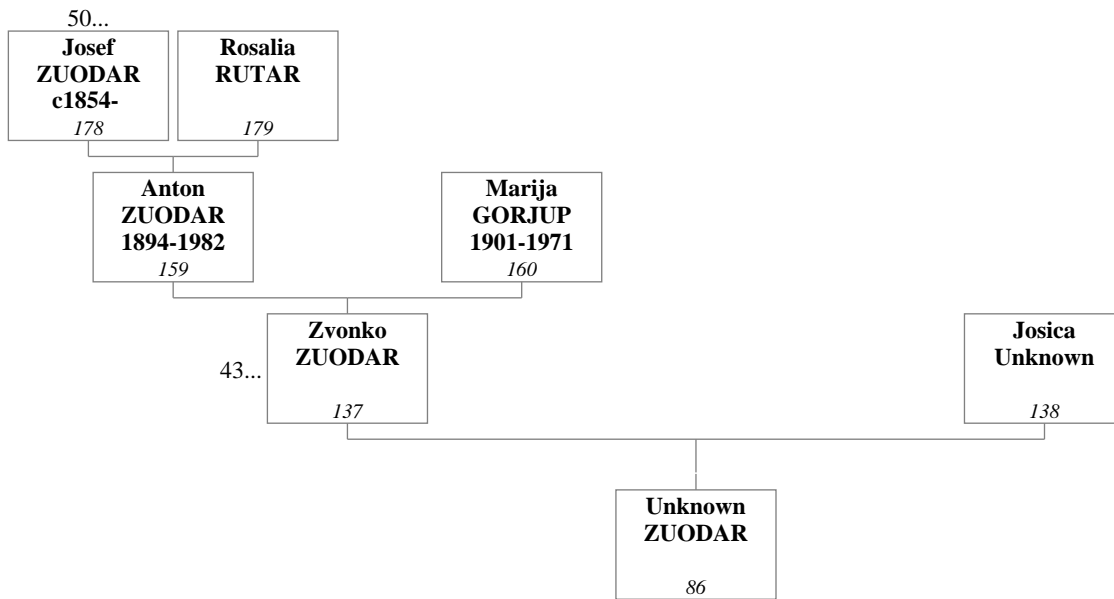 50...
Josef
ZUODAR
c1854-
178
Rosalia
RUTAR
179
Anton
ZUODAR
1894-1982
159
Marija
GORJUP
1901-1971
160
43...
Zvonko
ZUODAR
137
Josica
Unknown
138
Unknown
ZUODAR
86